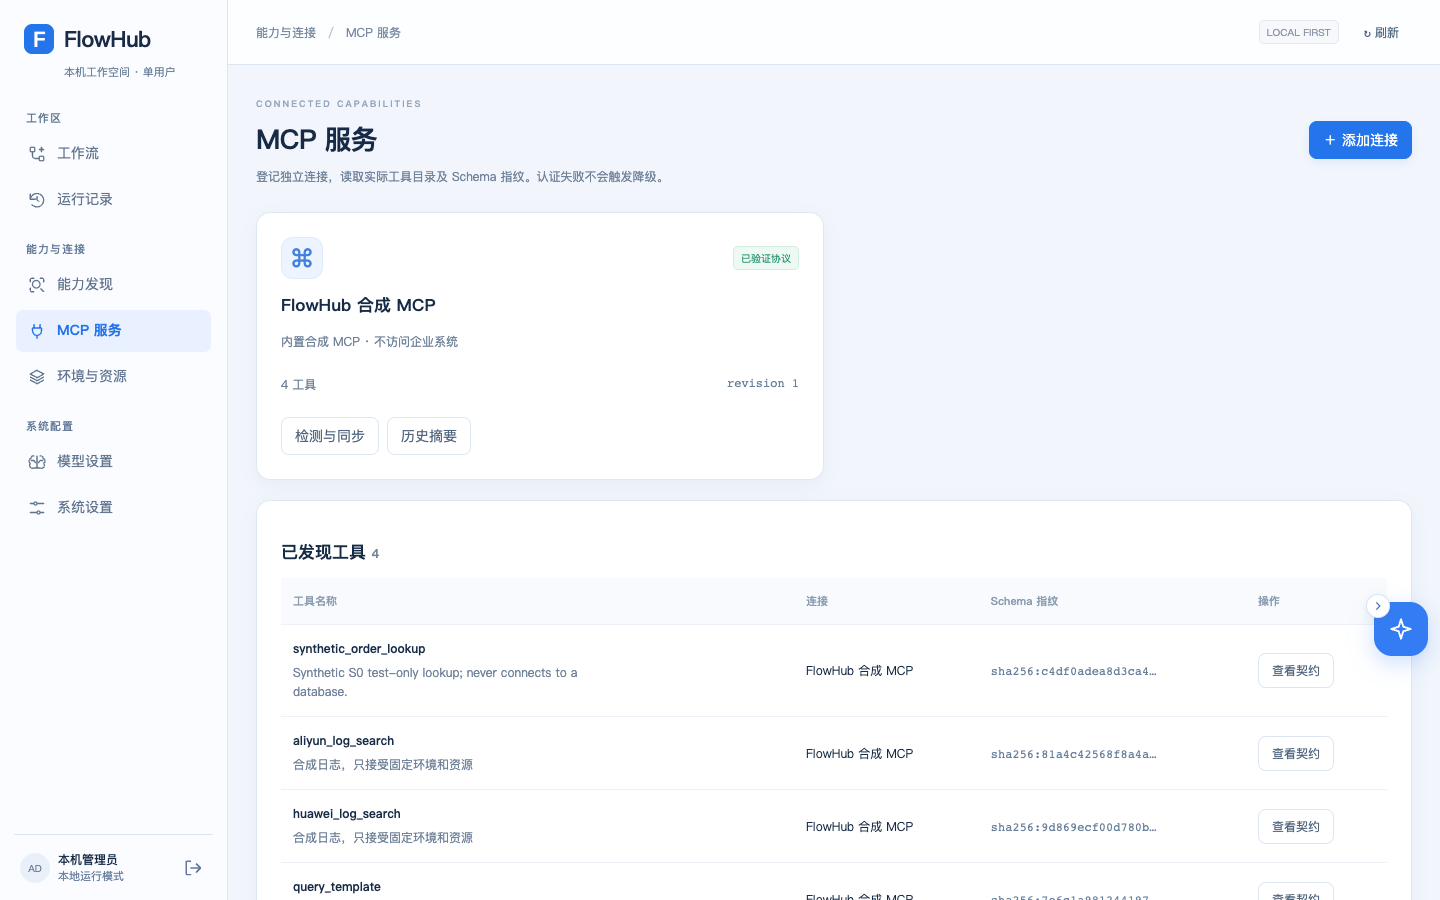 F FlowHub
本机工作空间 · 单用户
工作区
工作流
运行记录
能力与连接
能力发现
MCP 服务
环境与资源
系统配置
模型设置
系统设置
AD
本机管理员
本地运行模式
能力与连接 / MCP 服务
LOCAL FIRST
↻ 刷新
CONNECTED CAPABILITIES
MCP 服务
登记独立连接，读取实际工具目录及 Schema 指纹。认证失败不会触发降级。
+ 添加连接
已验证协议
FlowHub 合成 MCP
内置合成 MCP · 不访问企业系统
4 工具
revision 1
检测与同步
历史摘要
已发现工具 4
工具名称 连接 Schema 指纹 操作
synthetic_order_lookup
Synthetic S0 test-only lookup; never connects to a
database.
FlowHub 合成 MCP
sha256:c4df0adea8d3ca4…
查看契约
aliyun_log_search
合成日志，只接受固定环境和资源
FlowHub 合成 MCP
sha256:81a4c42568f8a4a…
查看契约
huawei_log_search
合成日志，只接受固定环境和资源
FlowHub 合成 MCP
sha256:9d869ecf00d780b…
查看契约
query_template
FlowHub 合成 MCP
查看契约